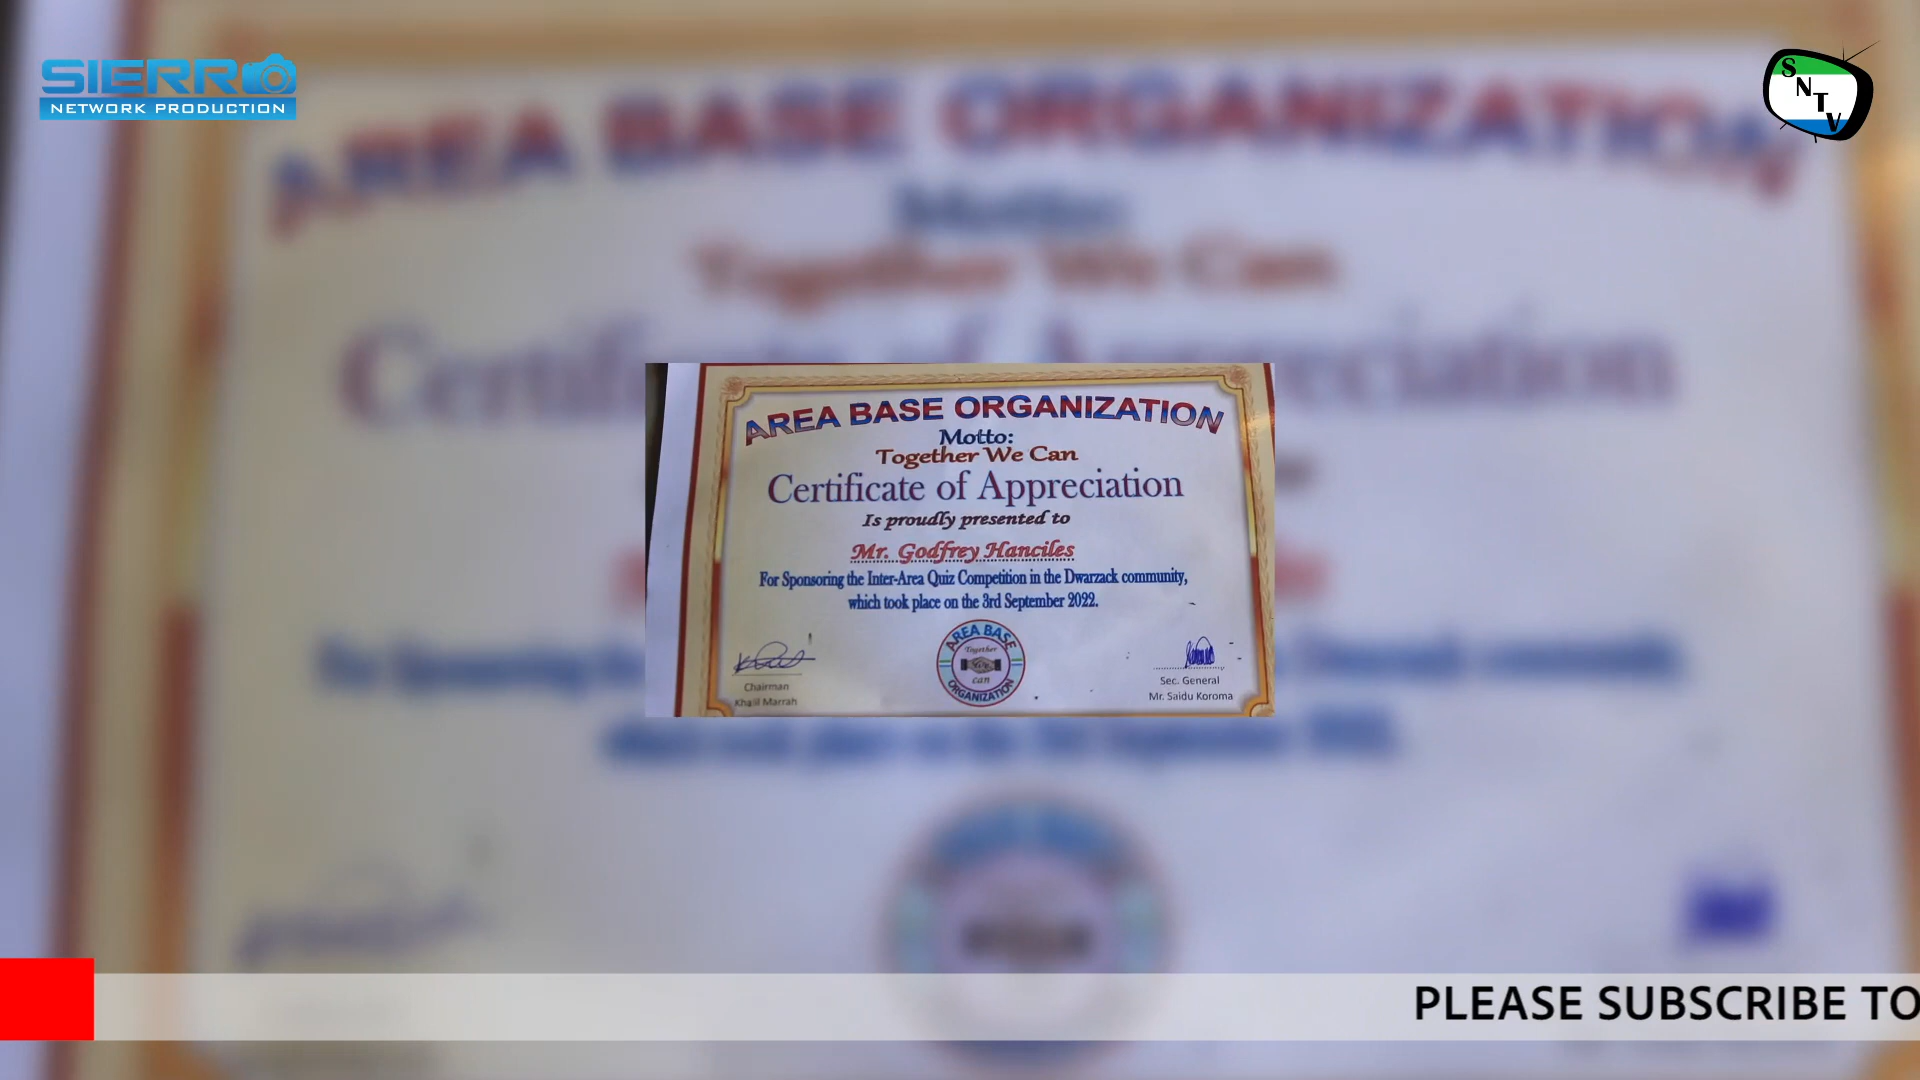 SIERRO
NETWORK PRODUCTION
S
N
T
V
AREA BASE ORGANIZATION
Motto:
Together We Can
Certificate of Appreciation
Is proudly presented to
Mr. Godfrey Hanciles
For Sponsoring the Inter-Area Quiz Competition in the Dwarzack community,
which took place on the 3rd September 2022.
AREA BASE
Together
We
can
ORGANIZATION
Chairman
Khalil Marrah
Sec. General
Mr. Saidu Koroma
PLEASE SUBSCRIBE TO